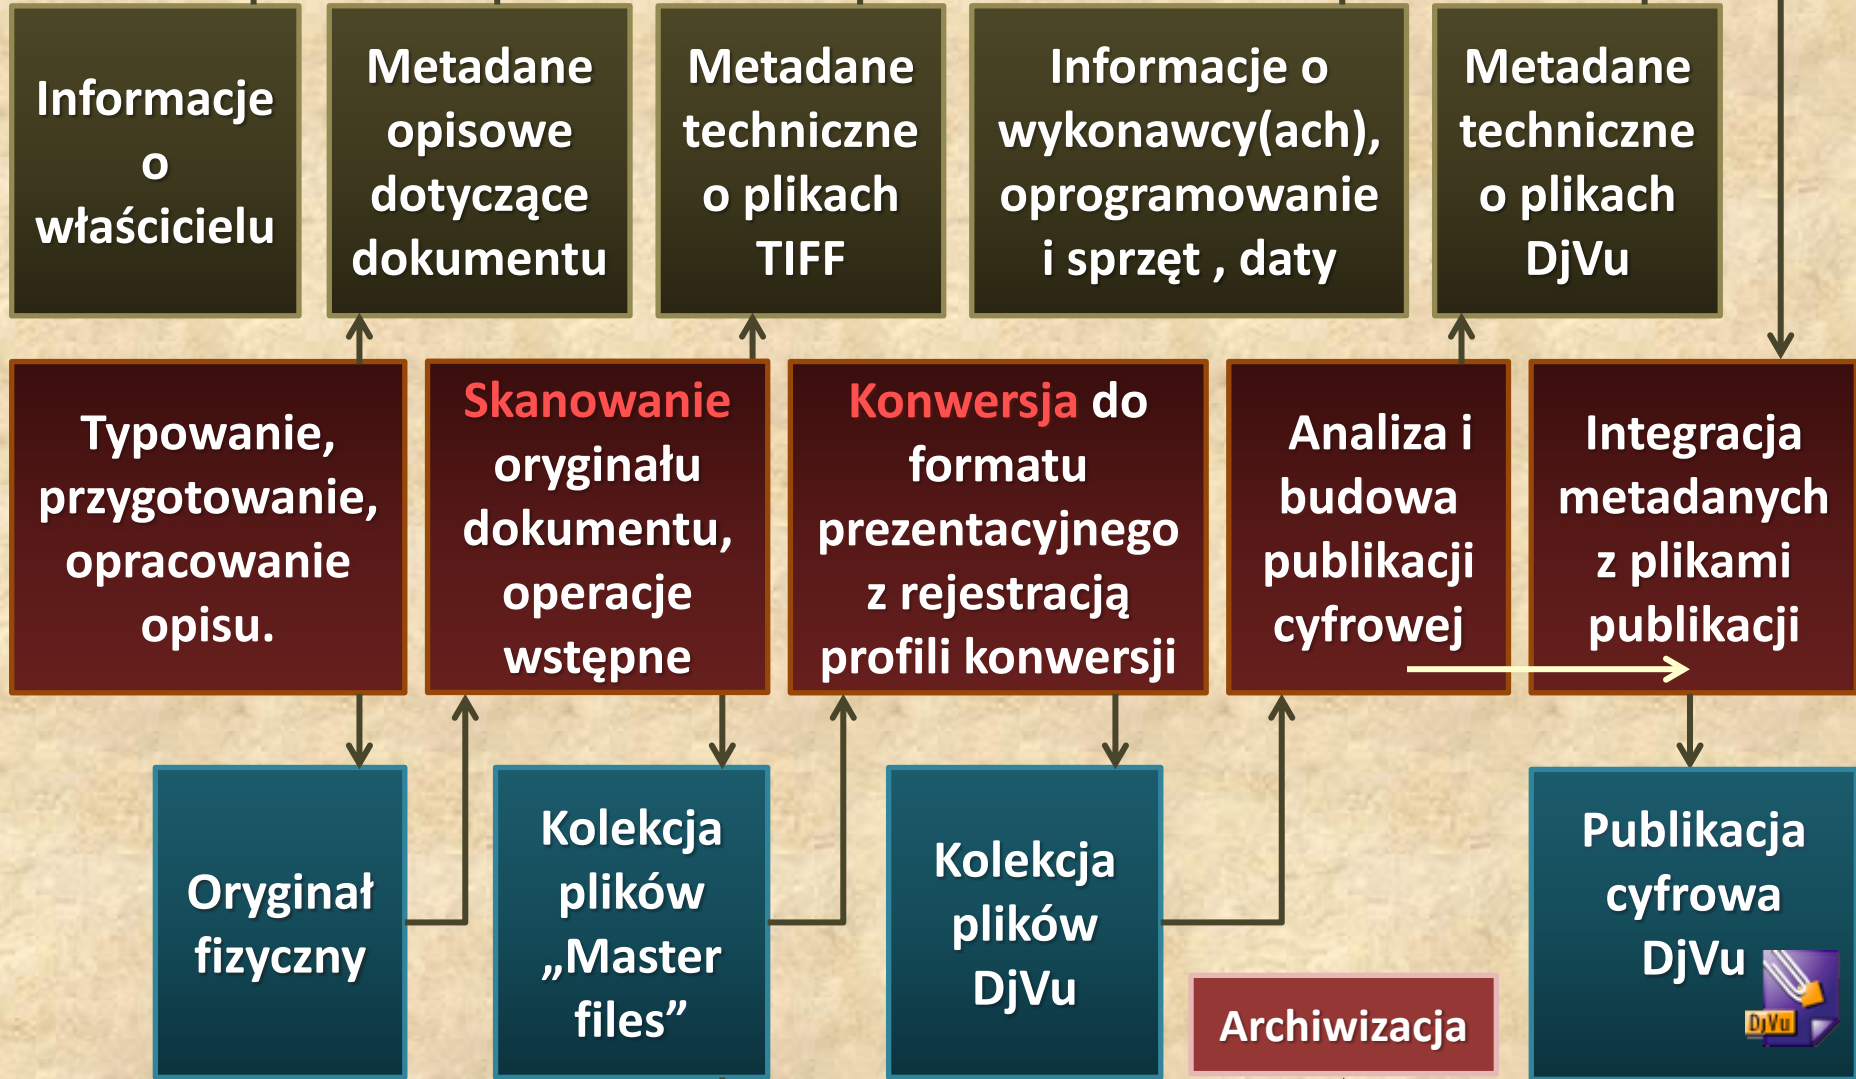 Informacje
o
właścicielu
Metadane
opisowe
dotyczące
dokumentu
Metadane
techniczne
o plikach
TIFF
Informacje o
wykonawcy(ach),
oprogramowanie
i sprzęt , daty
Metadane
techniczne
o plikach
DjVu
Typowanie,
przygotowanie,
opracowanie
opisu.
Skanowanie
oryginału
dokumentu,
operacje
wstępne
Konwersja do
formatu
prezentacyjnego
z rejestracją
profili konwersji
Analiza i
budowa
publikacji
cyfrowej
Integracja
metadanych
z plikami
publikacji
Oryginał
fizyczny
Kolekcja
plików
„Master
files”
Kolekcja
plików
DjVu
Archiwizacja
Publikacja
cyfrowa
DjVu
DjVu